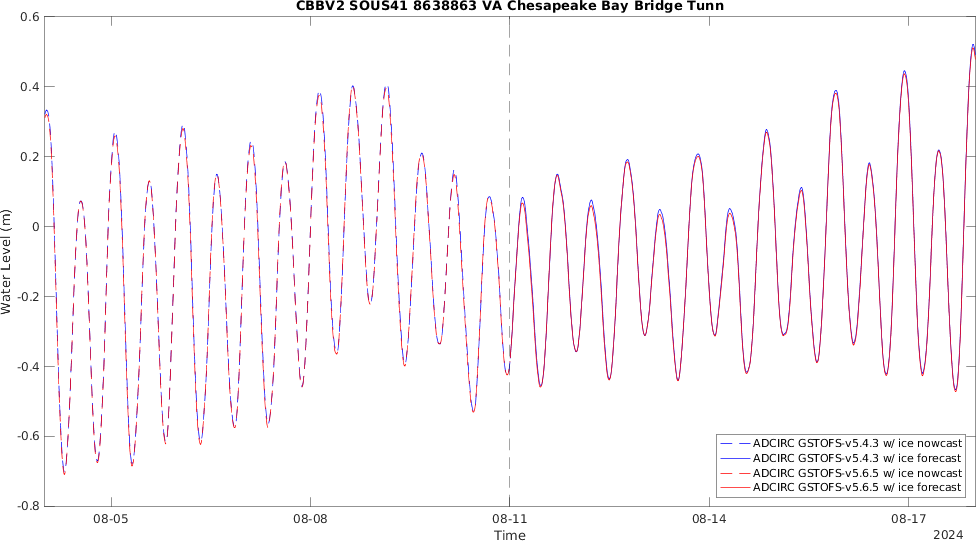 CBBV2 SOUS41 8638863 VA Chesapeake Bay Bridge Tunn
Water Level (m)
0.6
0.4
0.2
0
-0.2
-0.4
-0.6
-0.8
08-05
08-08
08-11
08-14
08-17
Time
2024
ADCIRC GSTOFS-v5.4.3 w/ ice nowcast
ADCIRC GSTOFS-v5.4.3 w/ ice forecast
ADCIRC GSTOFS-v5.6.5 w/ ice nowcast
ADCIRC GSTOFS-v5.6.5 w/ ice forecast